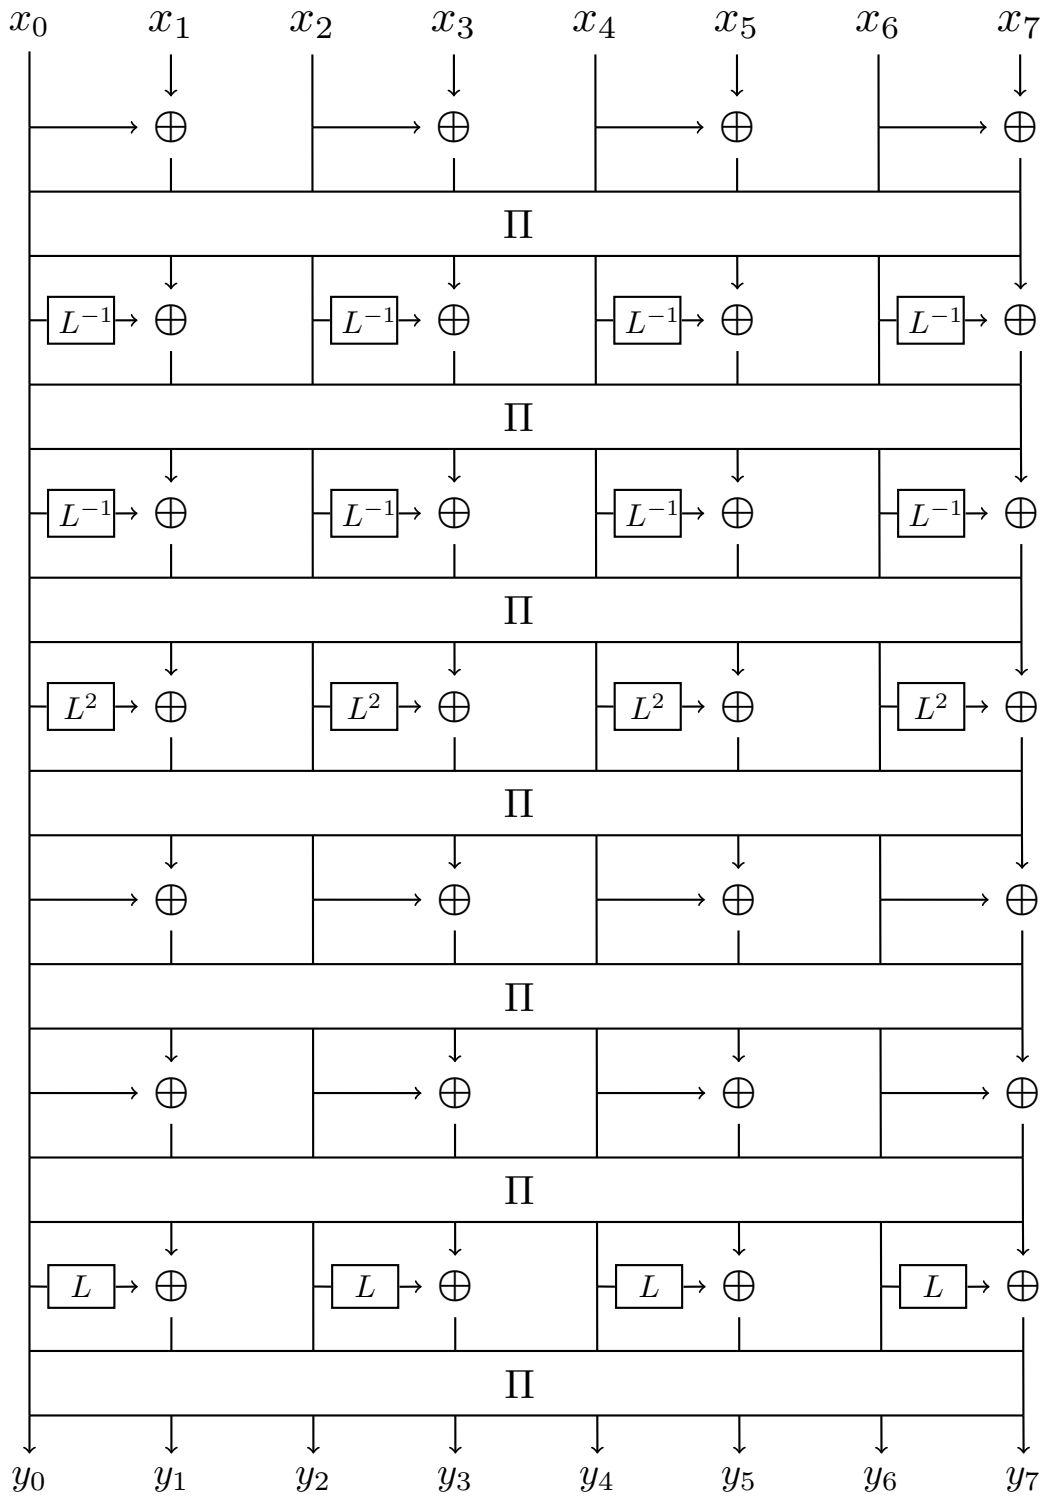 x₀ x₁ x₂ x₃ x₄ x₅ x₆ x₇
Π
L⁻¹ L⁻¹ L⁻¹ L⁻¹
Π
L⁻¹ L⁻¹ L⁻¹ L⁻¹
Π
L² L² L² L²
Π
Π
Π
L L L L
Π
y₀ y₁ y₂ y₃ y₄ y₅ y₆ y₇